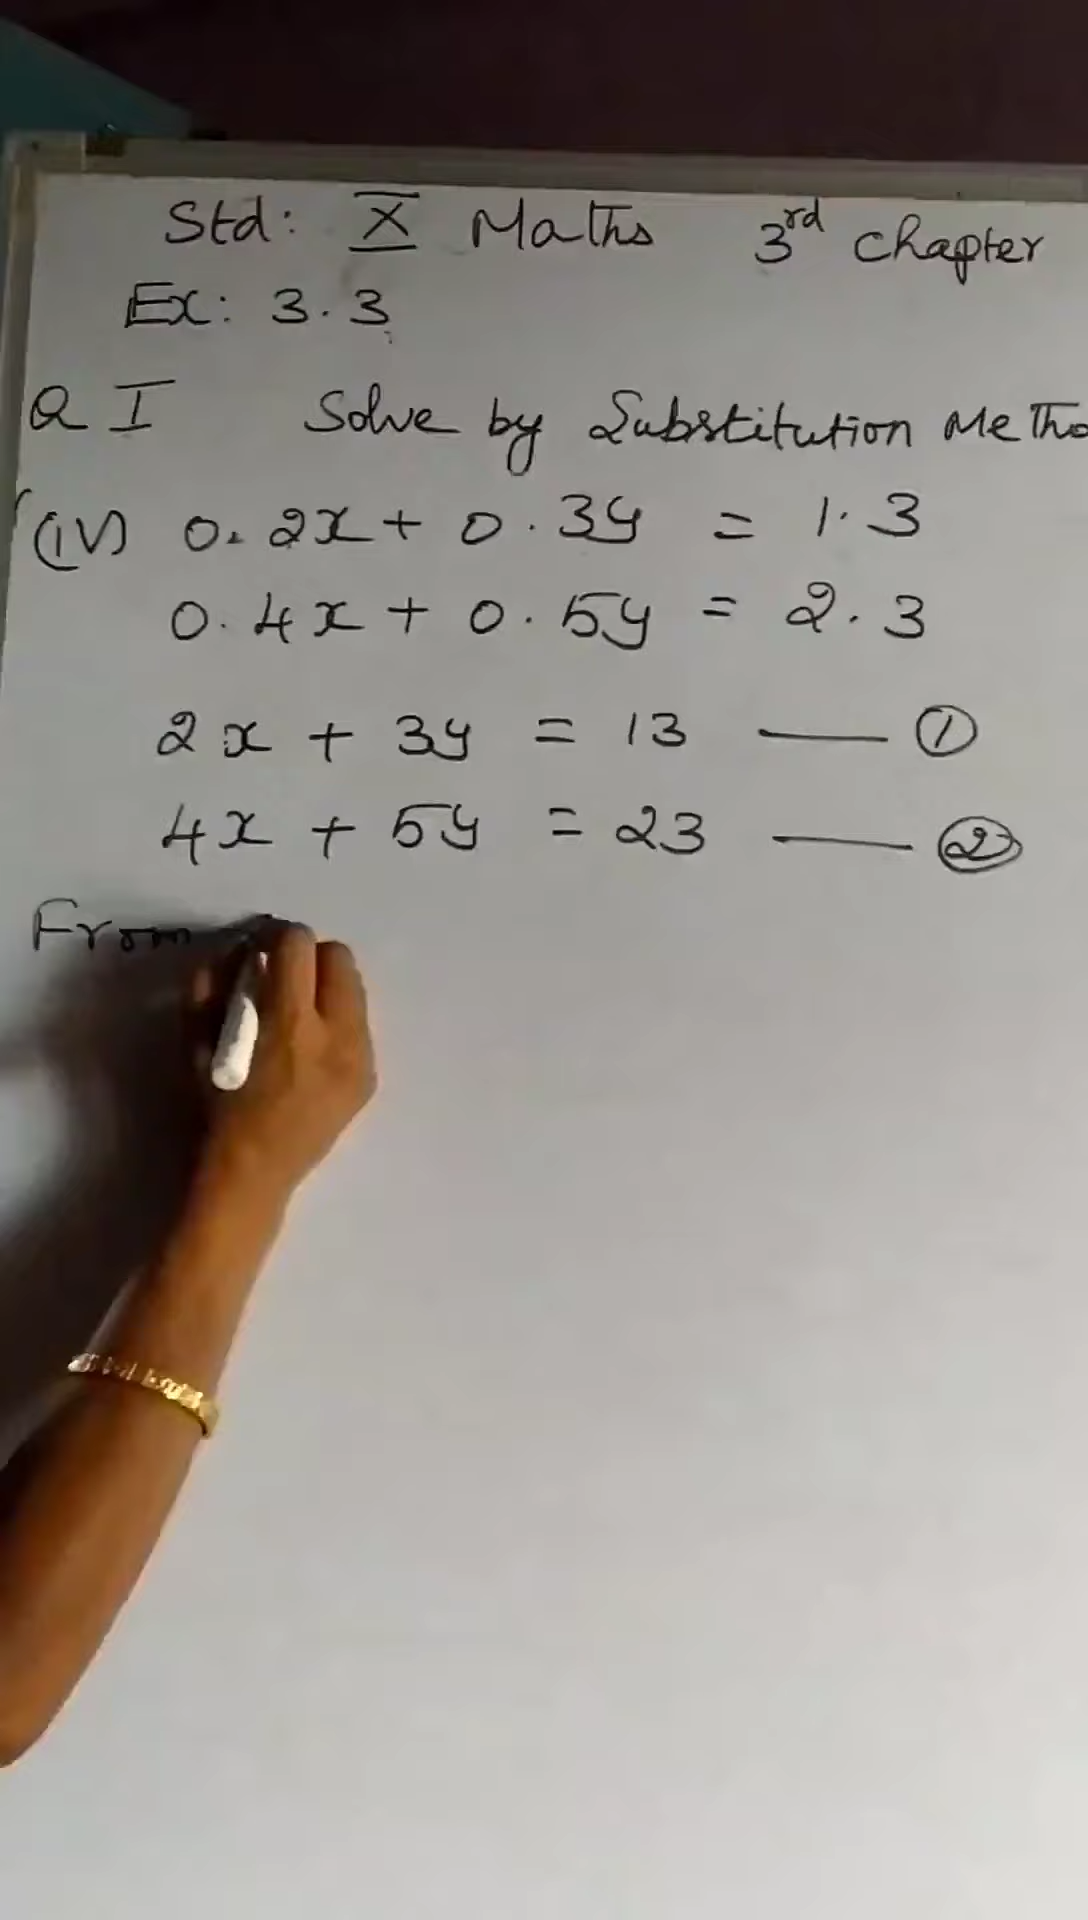 Std: X Maths 3rd chapter
Ex: 3.3
Q I Solve by Substitution Metho
(iv) 0.2x + 0.3y = 1.3
0.4x + 0.5y = 2.3
2x + 3y = 13 —— ①
4x + 5y = 23 —— ②
From